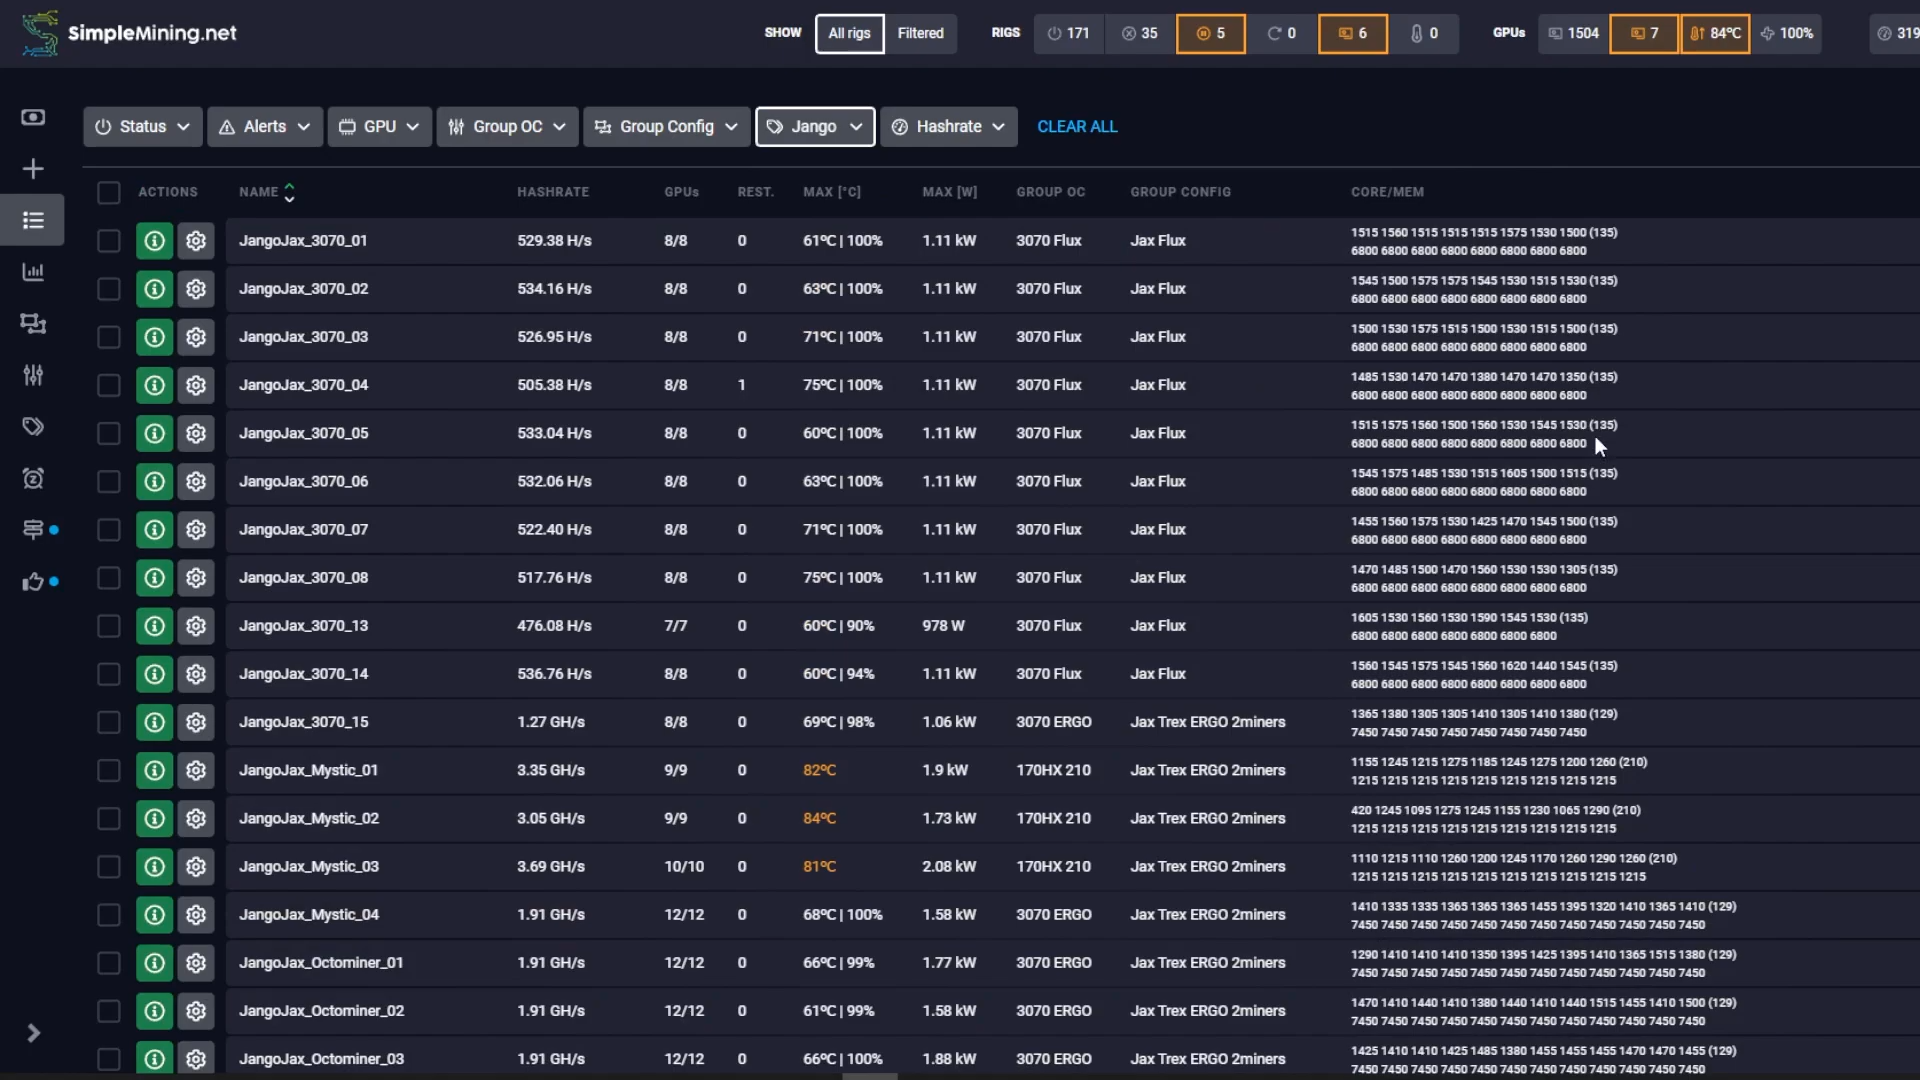 SimpleMining.net
SHOW All rigs Filtered RIGS 171 35 5 0 6 0 GPUs 1504 7 84ºC 100% 319
Status Alerts GPU Group OC Group Config Jango Hashrate CLEAR ALL
ACTIONS NAME HASHRATE GPUs REST. MAX [°C] MAX [W] GROUP OC GROUP CONFIG CORE/MEM
JangoJax_3070_01 529.38 H/s 8/8 0 61ºC | 100% 1.11 kW 3070 Flux Jax Flux 1515 1560 1515 1515 1515 1575 1530 1500 (135)
6800 6800 6800 6800 6800 6800 6800 6800
JangoJax_3070_02 534.16 H/s 8/8 0 63ºC | 100% 1.11 kW 3070 Flux Jax Flux 1545 1500 1575 1575 1545 1530 1515 1530 (135)
6800 6800 6800 6800 6800 6800 6800 6800
JangoJax_3070_03 526.95 H/s 8/8 0 71ºC | 100% 1.11 kW 3070 Flux Jax Flux 1500 1530 1575 1515 1500 1530 1515 1500 (135)
6800 6800 6800 6800 6800 6800 6800 6800
JangoJax_3070_04 505.38 H/s 8/8 1 75ºC | 100% 1.11 kW 3070 Flux Jax Flux 1485 1530 1470 1470 1380 1470 1470 1350 (135)
6800 6800 6800 6800 6800 6800 6800 6800
JangoJax_3070_05 533.04 H/s 8/8 0 60ºC | 100% 1.11 kW 3070 Flux Jax Flux 1515 1575 1560 1500 1560 1530 1545 1530 (135)
6800 6800 6800 6800 6800 6800 6800 6800
JangoJax_3070_06 532.06 H/s 8/8 0 63ºC | 100% 1.11 kW 3070 Flux Jax Flux 1545 1575 1485 1530 1515 1605 1500 1515 (135)
6800 6800 6800 6800 6800 6800 6800 6800
JangoJax_3070_07 522.40 H/s 8/8 0 71ºC | 100% 1.11 kW 3070 Flux Jax Flux 1455 1560 1575 1530 1425 1470 1545 1500 (135)
6800 6800 6800 6800 6800 6800 6800 6800
JangoJax_3070_08 517.76 H/s 8/8 0 75ºC | 100% 1.11 kW 3070 Flux Jax Flux 1470 1485 1500 1470 1560 1530 1530 1305 (135)
6800 6800 6800 6800 6800 6800 6800 6800
JangoJax_3070_13 476.08 H/s 7/7 0 60ºC | 90% 978 W 3070 Flux Jax Flux 1605 1530 1560 1530 1590 1545 1530 (135)
6800 6800 6800 6800 6800 6800 6800
JangoJax_3070_14 536.76 H/s 8/8 0 60ºC | 94% 1.11 kW 3070 Flux Jax Flux 1560 1545 1575 1545 1560 1620 1440 1545 (135)
6800 6800 6800 6800 6800 6800 6800 6800
JangoJax_3070_15 1.27 GH/s 8/8 0 69ºC | 98% 1.06 kW 3070 ERGO Jax Trex ERGO 2miners 1365 1380 1305 1305 1410 1305 1410 1380 (129)
7450 7450 7450 7450 7450 7450 7450 7450
JangoJax_Mystic_01 3.35 GH/s 9/9 0 82ºC 1.9 kW 170HX 210 Jax Trex ERGO 2miners 1155 1245 1215 1275 1185 1245 1275 1200 1260 (210)
1215 1215 1215 1215 1215 1215 1215 1215 1215
JangoJax_Mystic_02 3.05 GH/s 9/9 0 84ºC 1.73 kW 170HX 210 Jax Trex ERGO 2miners 420 1245 1095 1275 1245 1155 1230 1065 1290 (210)
1215 1215 1215 1215 1215 1215 1215 1215 1215
JangoJax_Mystic_03 3.69 GH/s 10/10 0 81ºC 2.08 kW 170HX 210 Jax Trex ERGO 2miners 1110 1215 1110 1260 1200 1245 1170 1260 1290 1260 (210)
1215 1215 1215 1215 1215 1215 1215 1215 1215 1215
JangoJax_Mystic_04 1.91 GH/s 12/12 0 68ºC | 100% 1.58 kW 3070 ERGO Jax Trex ERGO 2miners 1410 1335 1335 1365 1365 1365 1455 1395 1320 1410 1365 1410 (129)
7450 7450 7450 7450 7450 7450 7450 7450 7450 7450 7450 7450
JangoJax_Octominer_01 1.91 GH/s 12/12 0 66ºC | 99% 1.77 kW 3070 ERGO Jax Trex ERGO 2miners 1290 1410 1410 1410 1350 1395 1425 1395 1410 1365 1515 1380 (129)
7450 7450 7450 7450 7450 7450 7450 7450 7450 7450 7450 7450
JangoJax_Octominer_02 1.91 GH/s 12/12 0 61ºC | 99% 1.58 kW 3070 ERGO Jax Trex ERGO 2miners 1470 1410 1440 1410 1380 1440 1410 1440 1515 1455 1410 1500 (129)
7450 7450 7450 7450 7450 7450 7450 7450 7450 7450 7450 7450
JangoJax_Octominer_03 1.91 GH/s 12/12 0 66ºC | 100% 1.88 kW 3070 ERGO Jax Trex ERGO 2miners 1425 1410 1410 1425 1485 1380 1455 1455 1455 1470 1470 1455 (129)
7450 7450 7450 7450 7450 7450 7450 7450 7450 7450 7450 7450